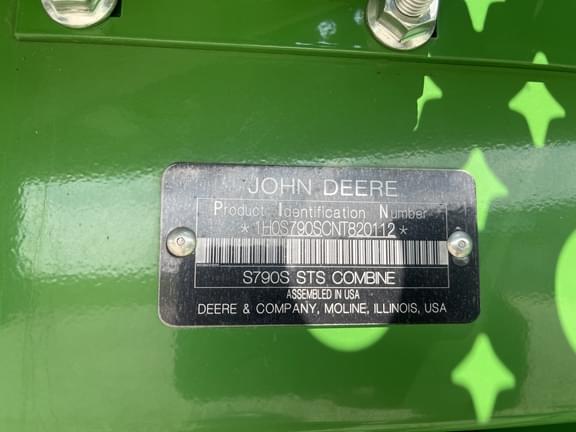 JOHN DEERE
Product Identification Number
*1H0S790SCNT820112*
S790S STS COMBINE
ASSEMBLED IN USA
DEERE & COMPANY, MOLINE, ILLINOIS, USA